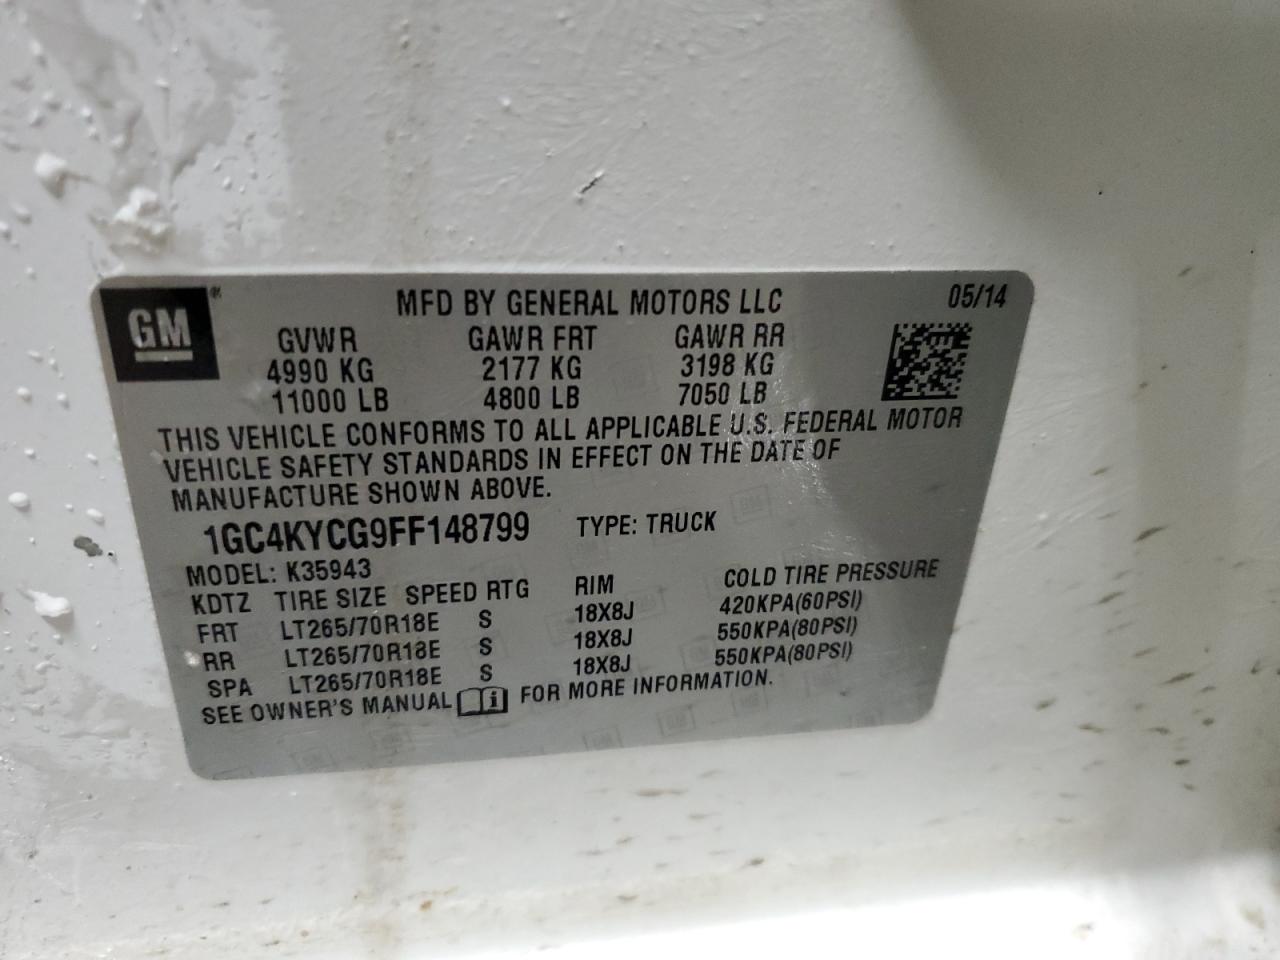 GM ® MFD BY GENERAL MOTORS LLC 05/14
GVWR GAWR FRT GAWR RR
4990 KG 2177 KG 3198 KG
11000 LB 4800 LB 7050 LB
THIS VEHICLE CONFORMS TO ALL APPLICABLE U.S. FEDERAL MOTOR
VEHICLE SAFETY STANDARDS IN EFFECT ON THE DATE OF
MANUFACTURE SHOWN ABOVE.
1GC4KYCG9FF148799 TYPE: TRUCK
MODEL: K35943
KDTZ TIRE SIZE SPEED RTG RIM COLD TIRE PRESSURE
FRT LT265/70R18E S 18X8J 420KPA(60PSI)
RR LT265/70R18E S 18X8J 550KPA(80PSI)
SPA LT265/70R18E S 18X8J 550KPA(80PSI)
SEE OWNER'S MANUAL i FOR MORE INFORMATION.